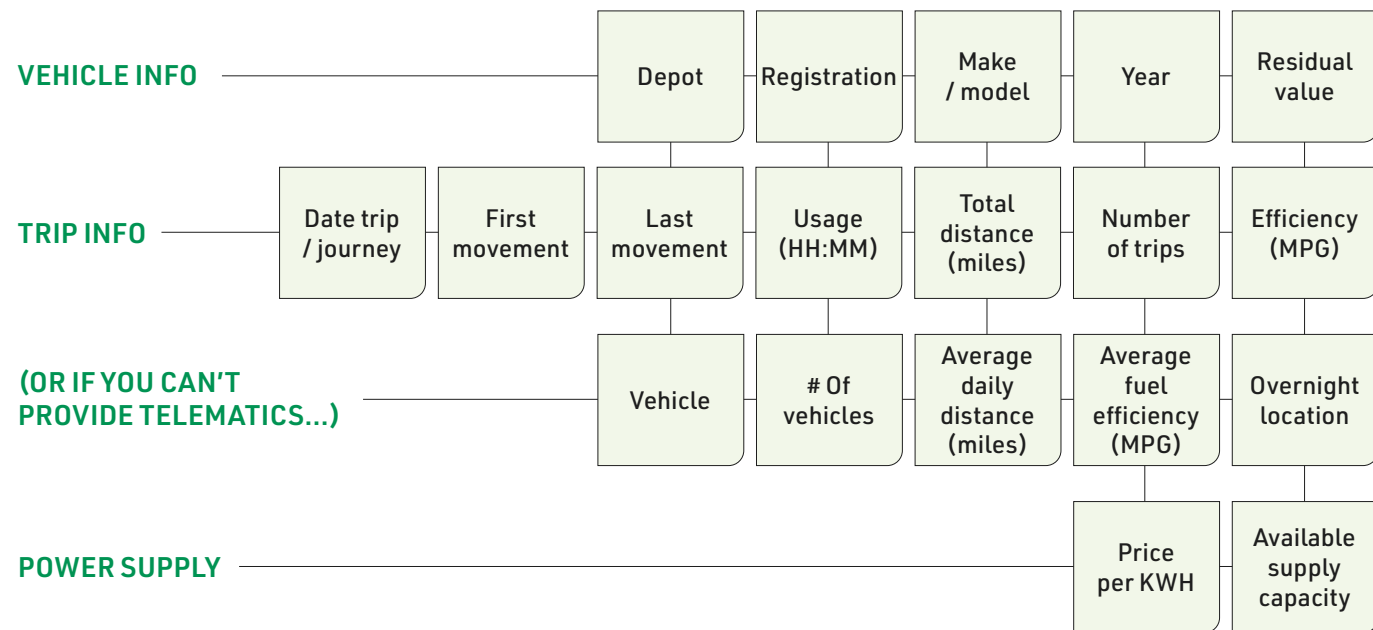 VEHICLE INFO
Depot
Registration
Make
/ model
Year
Residual
value
TRIP INFO
Date trip
/ journey
First
movement
Last
movement
Usage
(HH:MM)
Total
distance
(miles)
Number
of trips
Efficiency
(MPG)
(OR IF YOU CAN'T
PROVIDE TELEMATICS...)
Vehicle
# Of
vehicles
Average
daily
distance
(miles)
Average
fuel
efficiency
(MPG)
Overnight
location
POWER SUPPLY
Price
per KWH
Available
supply
capacity